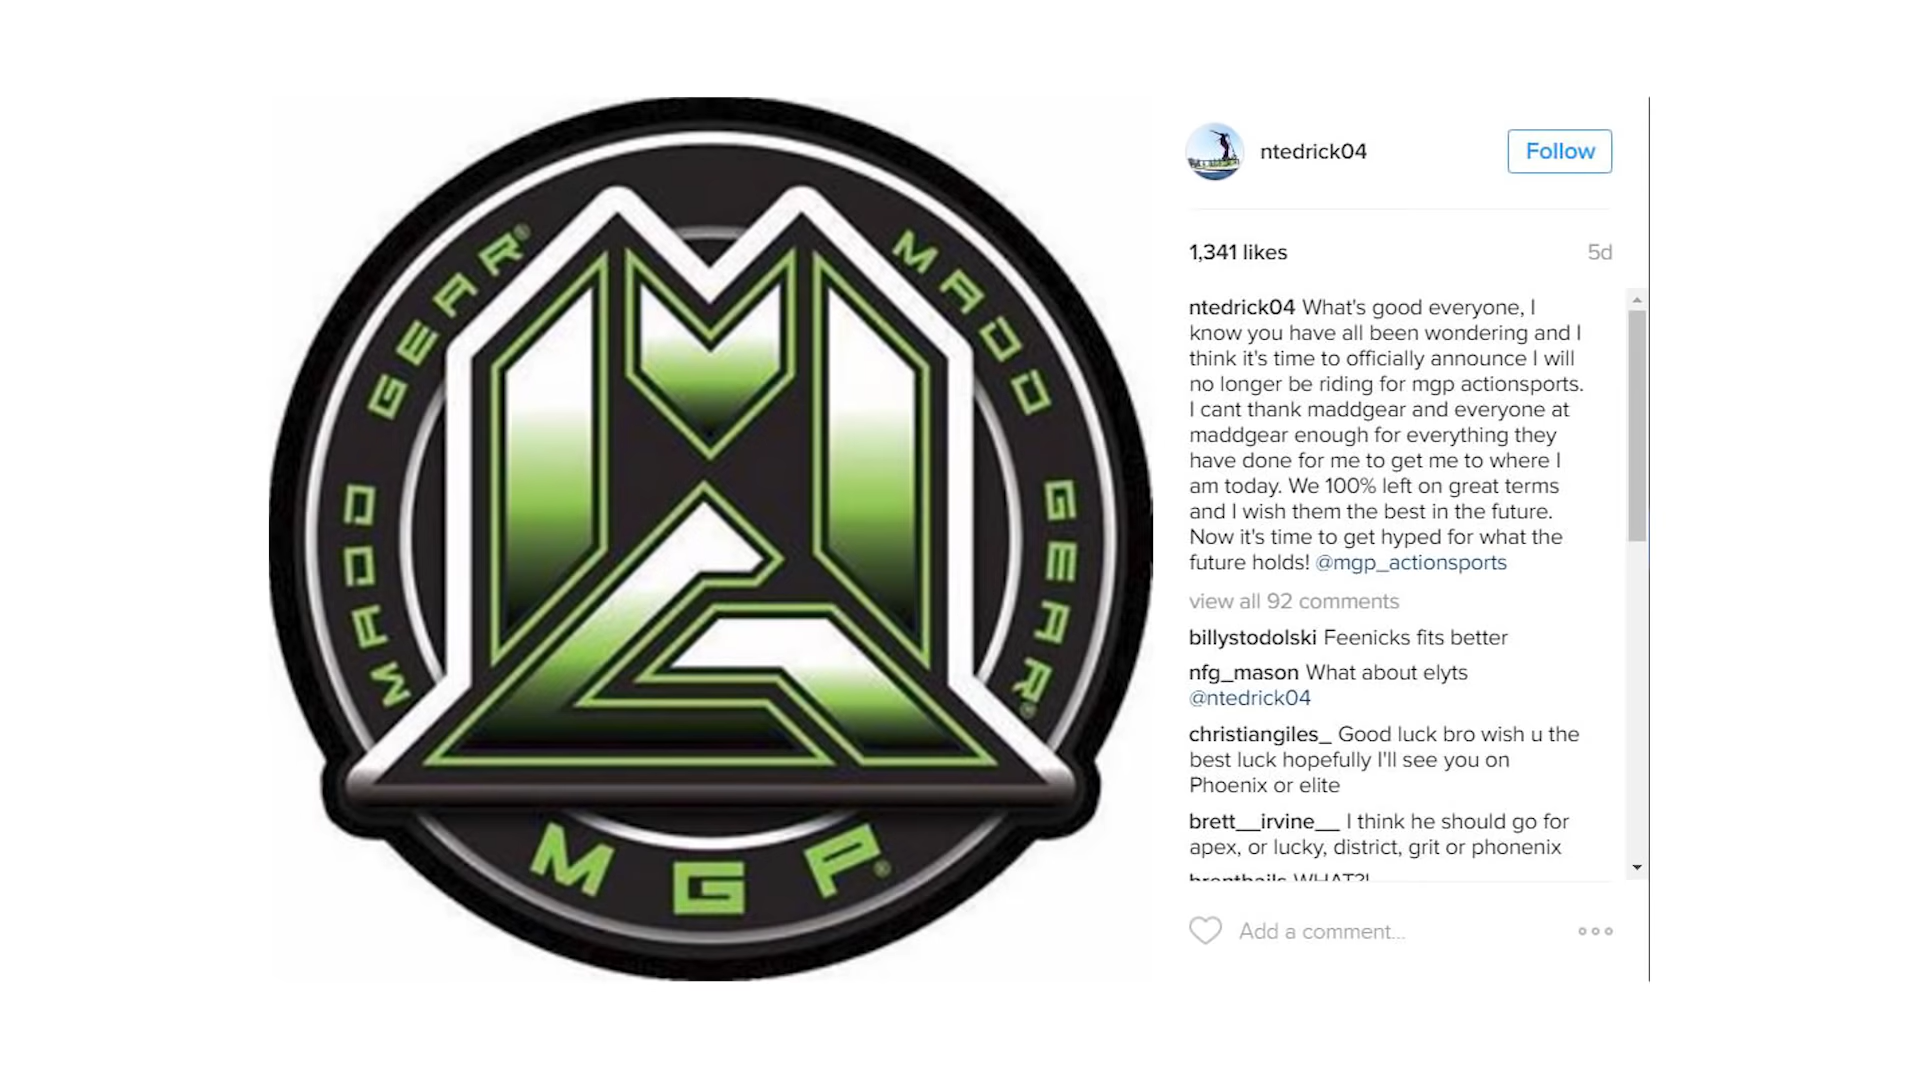 MADD GEAR®
MADD GEAR®
MGP®
ntedrick04
Follow
1,341 likes
5d
ntedrick04 What's good everyone, I
know you have all been wondering and I
think it's time to officially announce I will
no longer be riding for mgp actionsports.
I cant thank maddgear and everyone at
maddgear enough for everything they
have done for me to get me to where I
am today. We 100% left on great terms
and I wish them the best in the future.
Now it's time to get hyped for what the
future holds! @mgp_actionsports
view all 92 comments
billystodolski Feenicks fits better
nfg_mason What about elyts
@ntedrick04
christiangiles_ Good luck bro wish u the
best luck hopefully I'll see you on
Phoenix or elite
brett__irvine__ I think he should go for
apex, or lucky, district, grit or phonenix
WHAT?!
Add a comment...